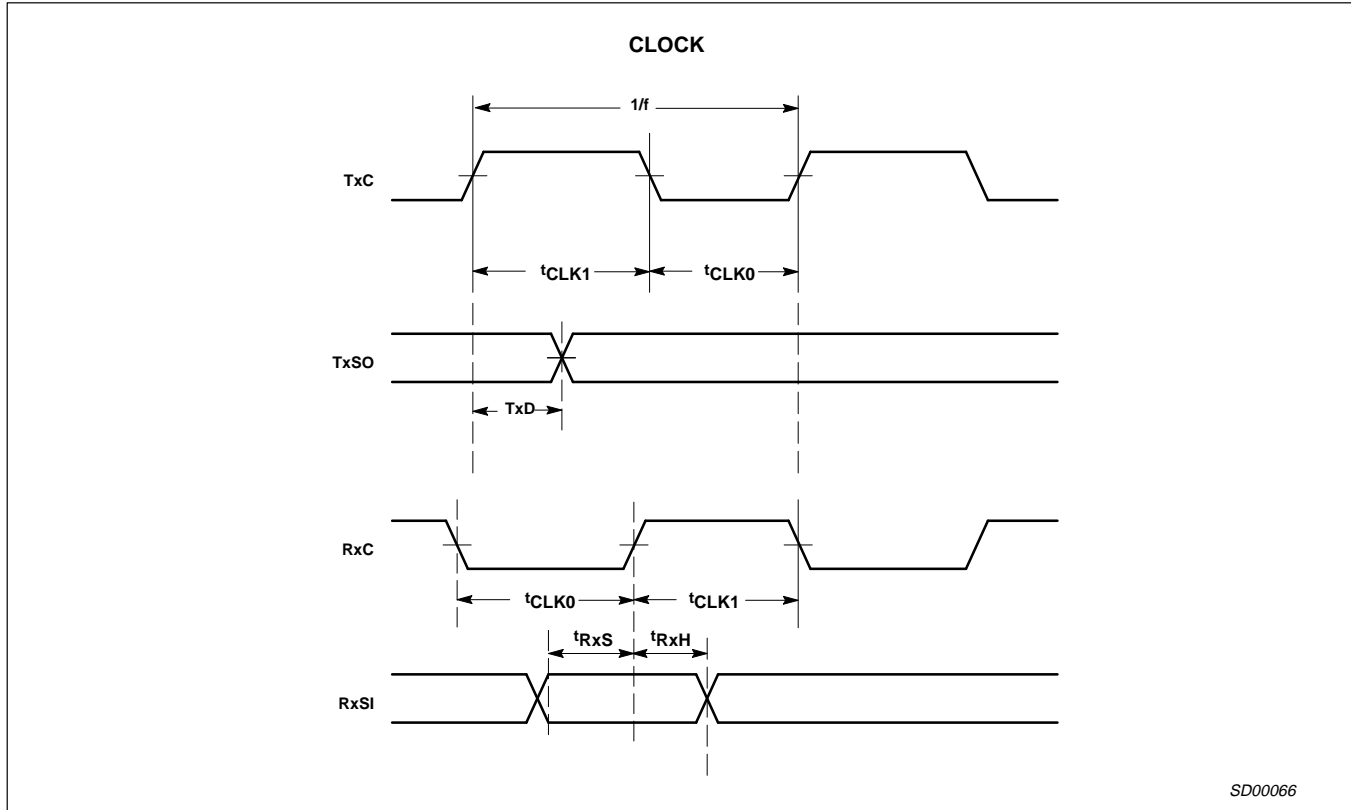 CLOCK
1/f
TxC
tCLK1
tCLK0
TxSO
TxD
RxC
tCLK0
tCLK1
tRxS
tRxH
RxSI
SD00066